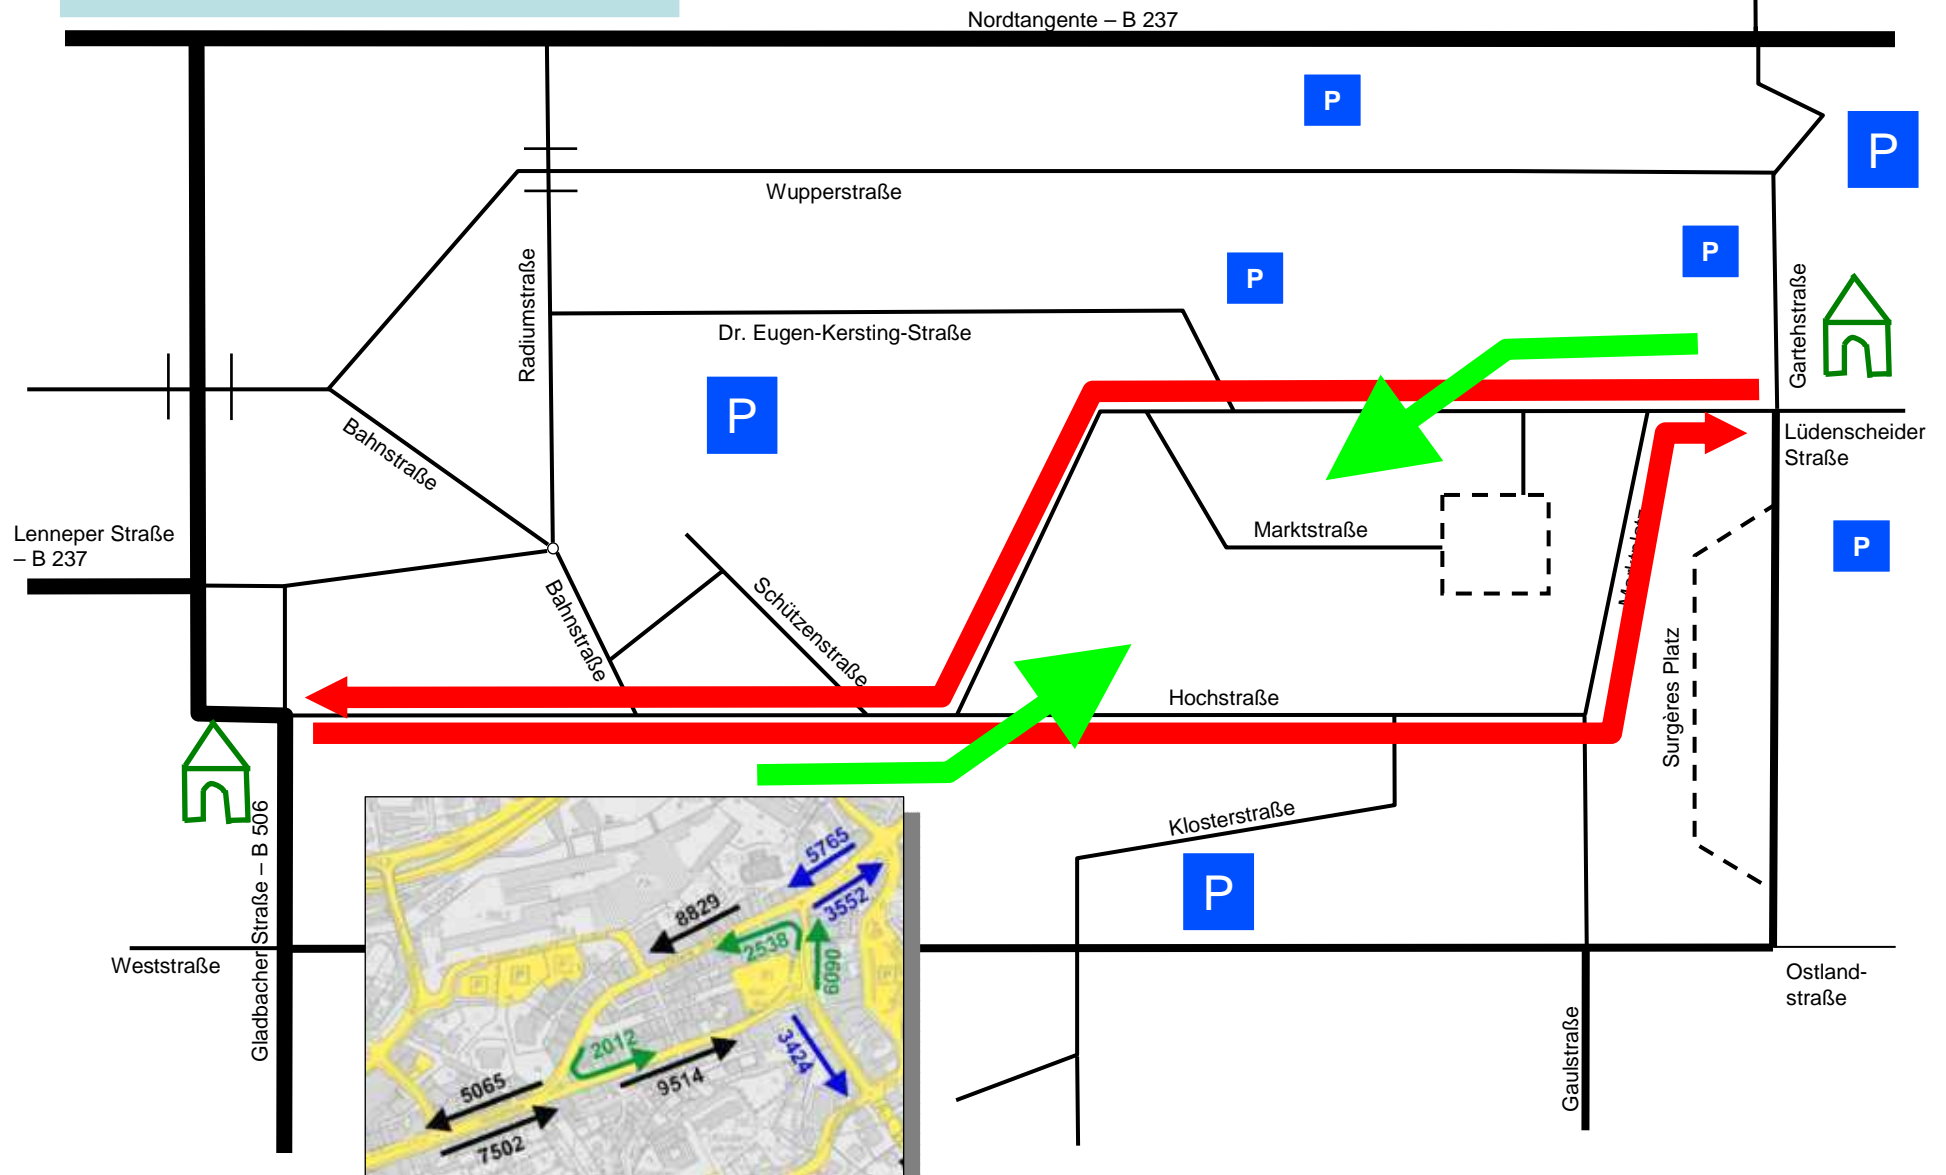 Nordtangente – B 237
P
P
Wupperstraße
P
P
Radiumstraße
Gartehstraße
Dr. Eugen-Kersting-Straße
P
Bahnstraße
Lüdenscheider
Straße
Lenneper Straße
– B 237
Marktstraße
P
Marktplatz
Bahnstraße
Schützenstraße
Surgères Platz
Hochstraße
Klosterstraße
P
Gladbacher Straße – B 506
5765
3552
8829
2538
6090
P
P
P
2012
3424
9514
5065
7502
Weststraße
Ostland-
straße
Gaulstraße